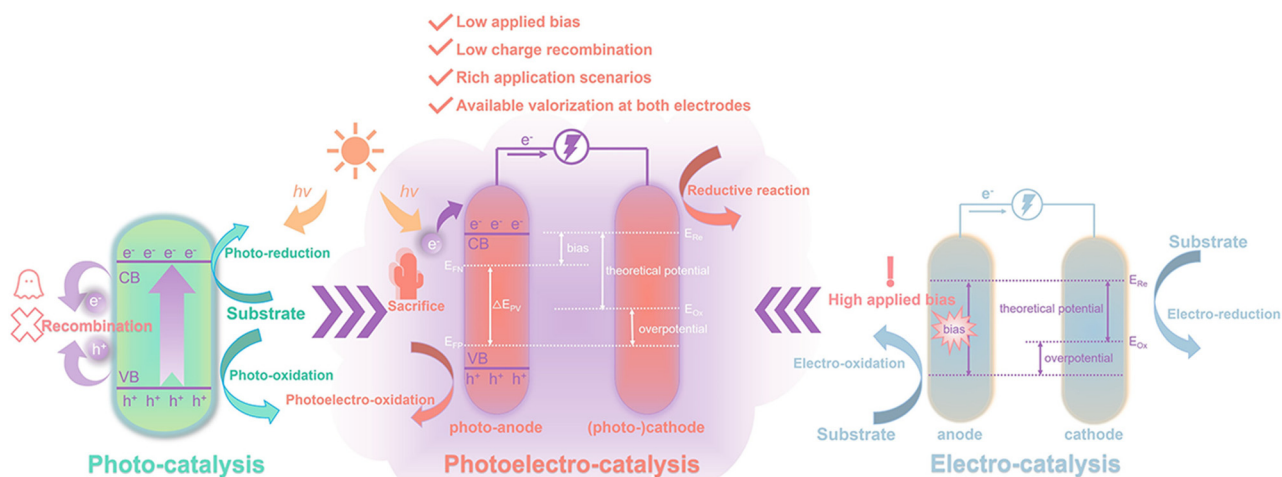 Low applied bias
Low charge recombination
Rich application scenarios
Available valorization at both electrodes
hν
hν
e⁻ e⁻ e⁻ e⁻
CB
e⁻
Recombination
h⁺
VB
h⁺ h⁺ h⁺ h⁺
Photo-reduction
Substrate
Photo-oxidation
Photo-catalysis
e⁻
e⁻
Sacrifice
Photoelectro-oxidation
e⁻ e⁻ e⁻
CB
E_FN
ΔE_PV
E_FP
VB
h⁺ h⁺ h⁺
bias
theoretical potential
overpotential
E_Re
E_Ox
Reductive reaction
photo-anode
(photo-)cathode
Photoelectro-catalysis
e⁻
!
High applied bias
bias
theoretical potential
overpotential
E_Re
E_Ox
Substrate
Electro-reduction
Electro-oxidation
Substrate
anode
cathode
Electro-catalysis